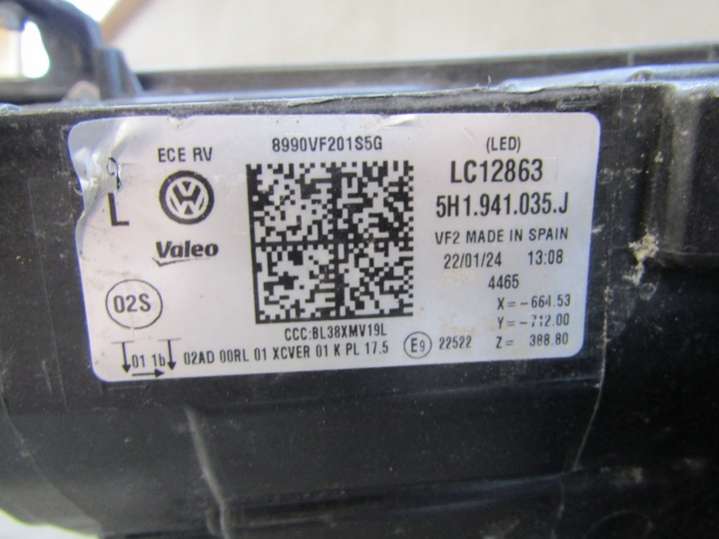 ECE RV
L
Valeo
02S
8990VF201S5G
CCC:BL38XMV19L
01 1b 02AD 00RL 01 XCVER 01 K PL 17.5
E9 22522
(LED)
LC12863
5H1.941.035.J
VF2 MADE IN SPAIN
22/01/24 13:08
4465
X= -664.53
Y= -712.00
Z= 388.80